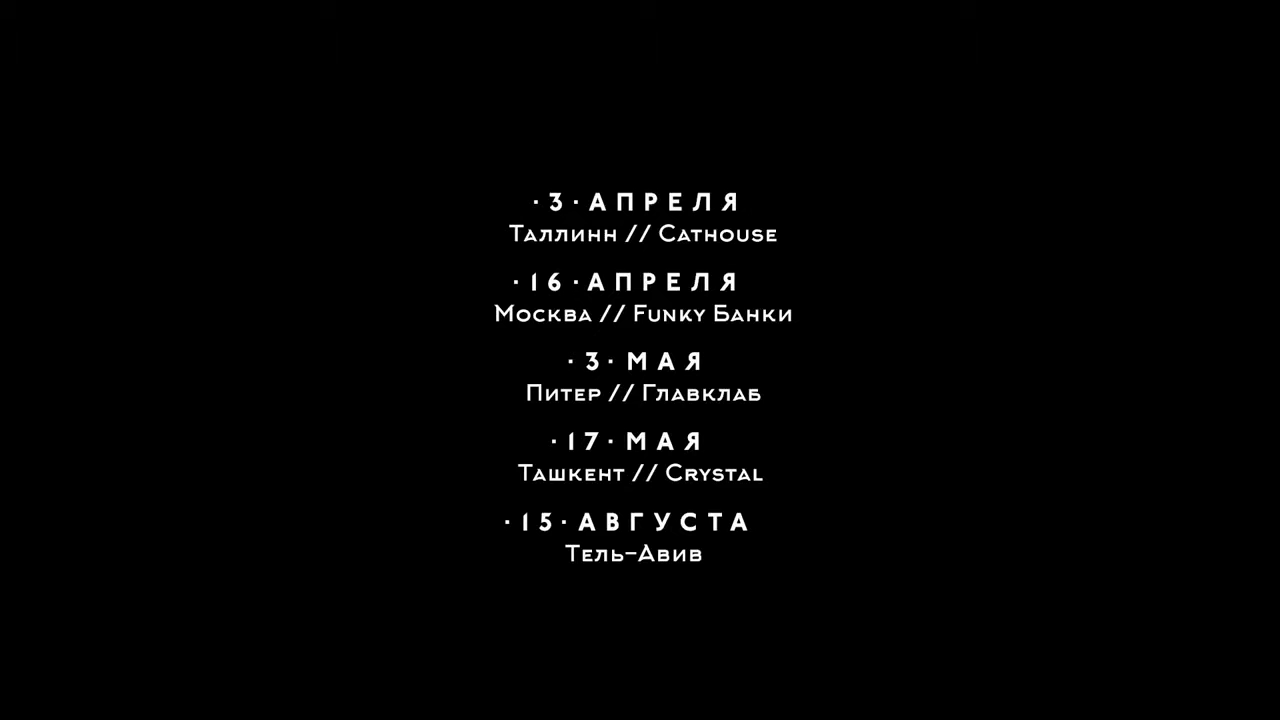 ·3·АПРЕЛЯ
Таллинн // Cathouse
·16·АПРЕЛЯ
Москва // Funky Банки
·3·МАЯ
Питер // Главклаб
·17·МАЯ
Ташкент // Crystal
·15·АВГУСТА
Тель-Авив